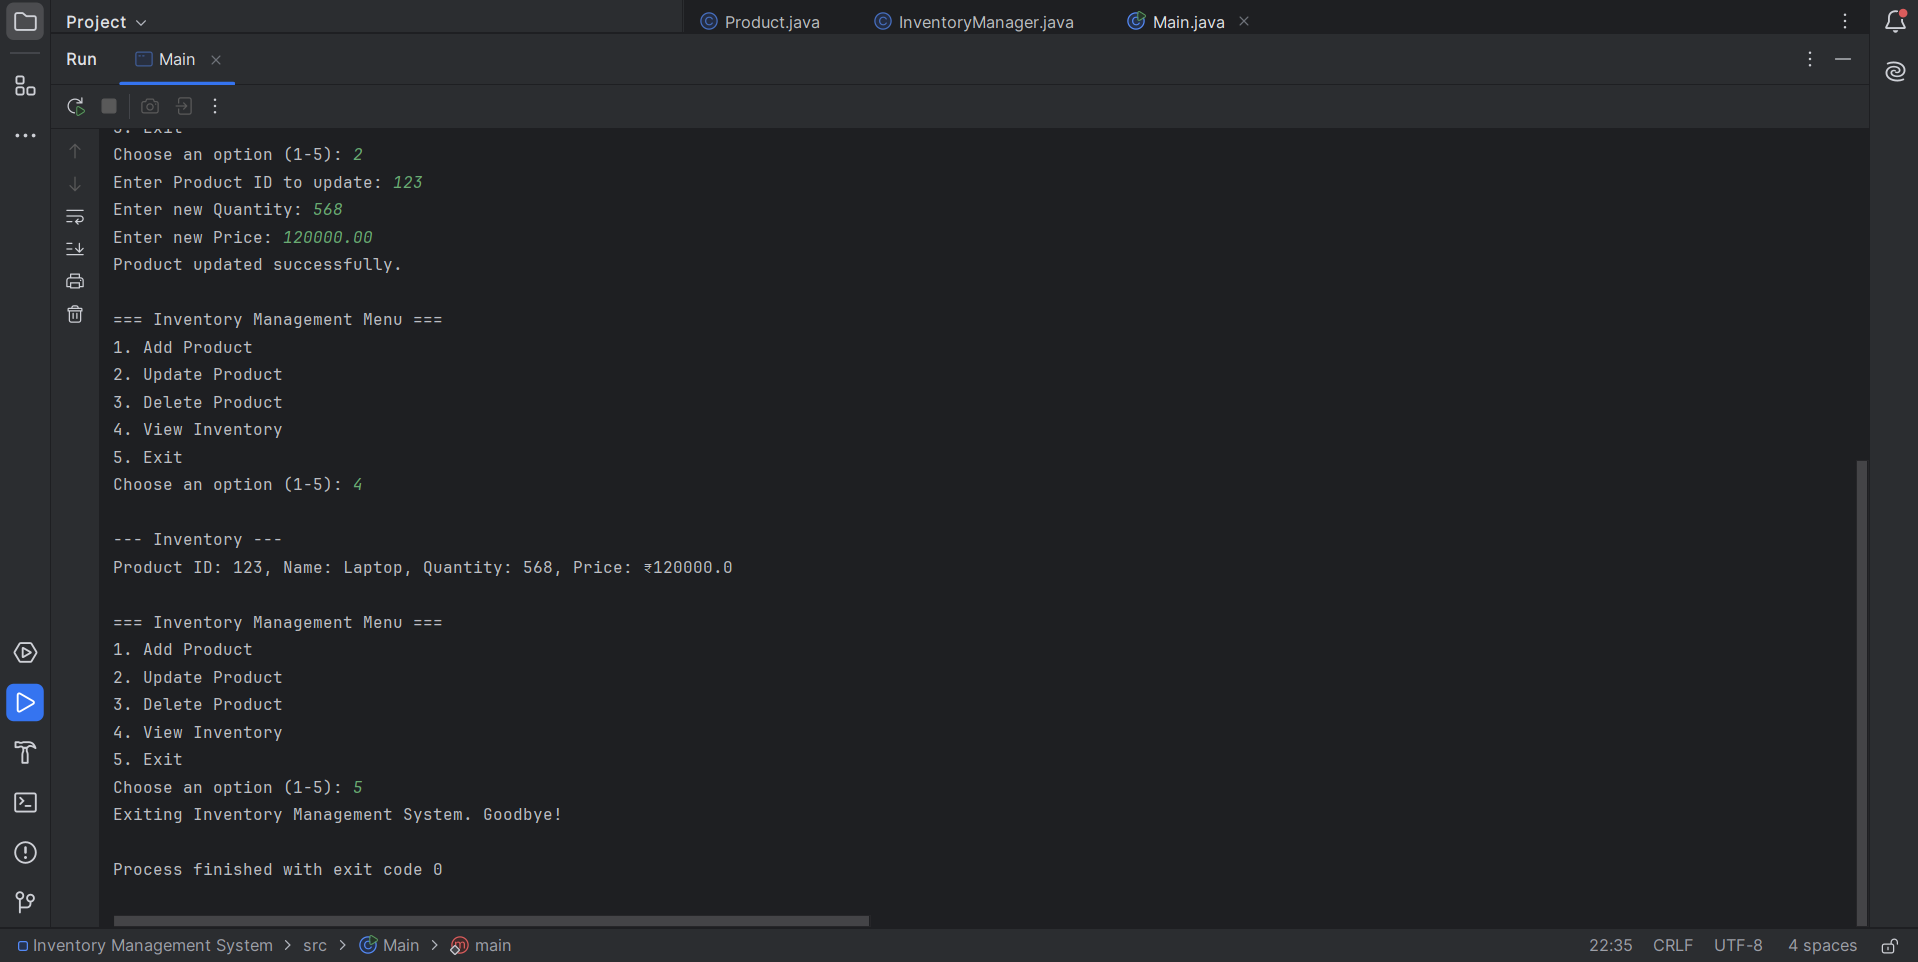 Project
Product.java
InventoryManager.java
Main.java
Run
Main
5. Exit
Choose an option (1-5): 2
Enter Product ID to update: 123
Enter new Quantity: 568
Enter new Price: 120000.00
Product updated successfully.
=== Inventory Management Menu ===
1. Add Product
2. Update Product
3. Delete Product
4. View Inventory
5. Exit
Choose an option (1-5): 4
--- Inventory ---
Product ID: 123, Name: Laptop, Quantity: 568, Price: ₹120000.0
=== Inventory Management Menu ===
1. Add Product
2. Update Product
3. Delete Product
4. View Inventory
5. Exit
Choose an option (1-5): 5
Exiting Inventory Management System. Goodbye!
Process finished with exit code 0
Inventory Management System > src > Main > main
22:35 CRLF UTF-8 4 spaces